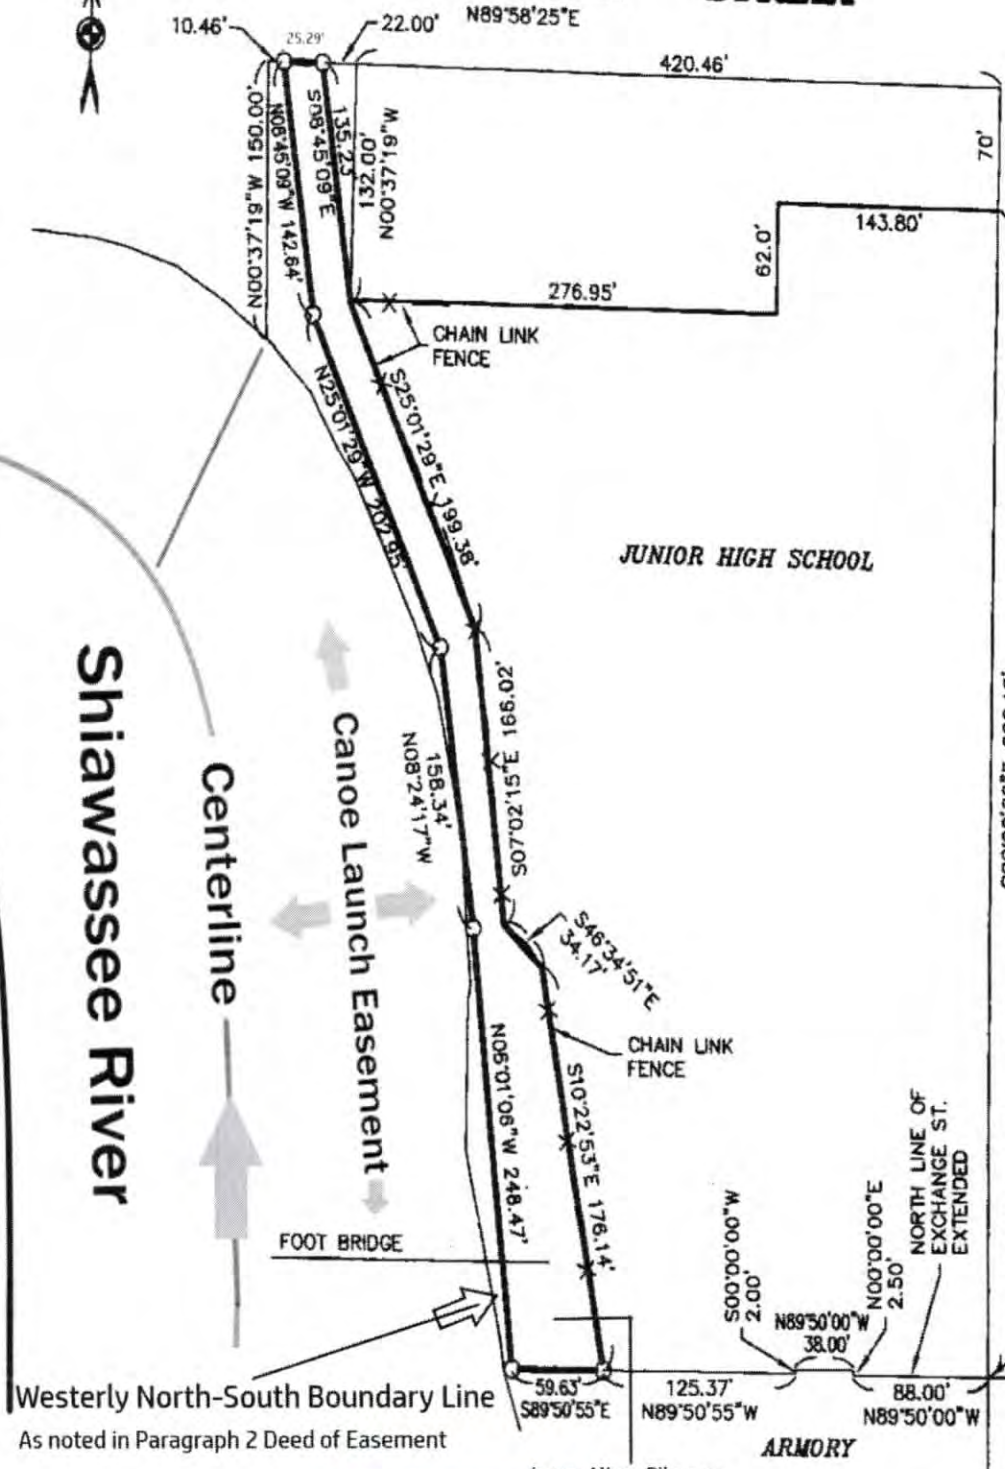 N89°58'25"E
10.46'
25.29'
22.00'
420.46'
70'
N00°37'19"W 150.00'
N08°45'09"W 142.64'
S08°45'09"E
135.23'
132.00'
N00°37'19"W
143.80'
62.0'
276.95'
CHAIN LINK
FENCE
S25°01'29"E 199.38'
N25°01'29"W 202.95'
JUNIOR HIGH SCHOOL
Shiawassee River
Centerline
Canoe Launch Easement
158.34'
N08°24'17"W
S07°02'15"E 166.02'
S46°34'51"E
34.17'
CHAIN LINK
FENCE
N06°01'06"W 248.47'
S10°22'53"E 176.14'
FOOT BRIDGE
S00°00'00"W
2.00'
N89°50'00"W
38.00'
N00°00'00"E
2.50'
NORTH LINE OF
EXCHANGE ST.
EXTENDED
Westerly North-South Boundary Line
As noted in Paragraph 2 Deed of Easement
59.63'
S89°50'55"E
125.37'
N89°50'55"W
88.00'
N89°50'00"W
ARMORY